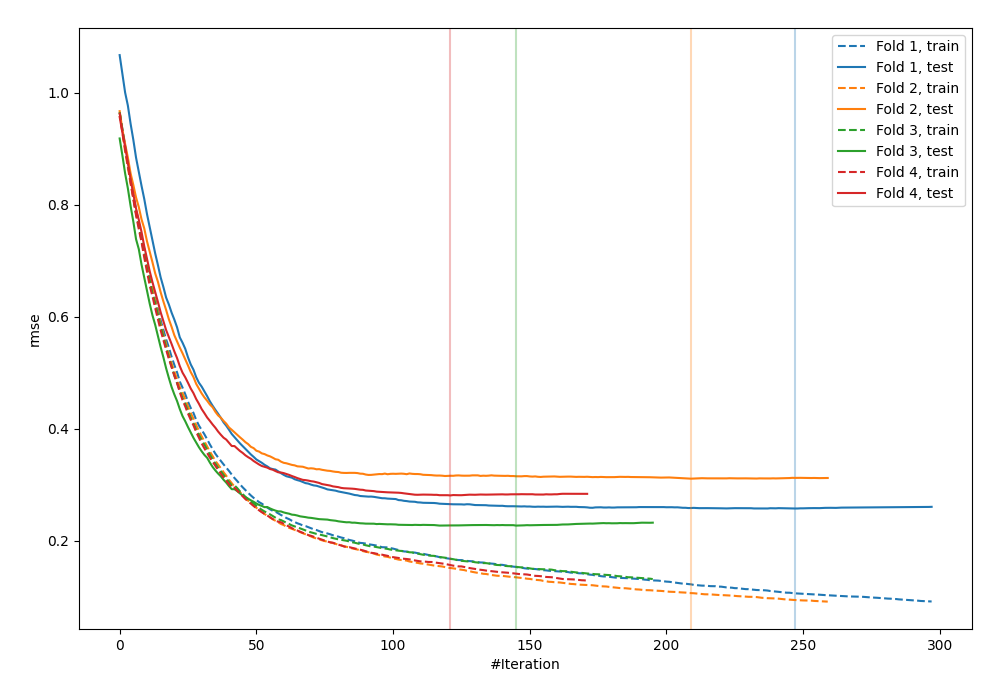 Fold 1, train
Fold 1, test
Fold 2, train
Fold 2, test
Fold 3, train
Fold 3, test
Fold 4, train
Fold 4, test
1.0
0.8
0.6
0.4
0.2
rmse
0 50 100 150 200 250 300
#Iteration